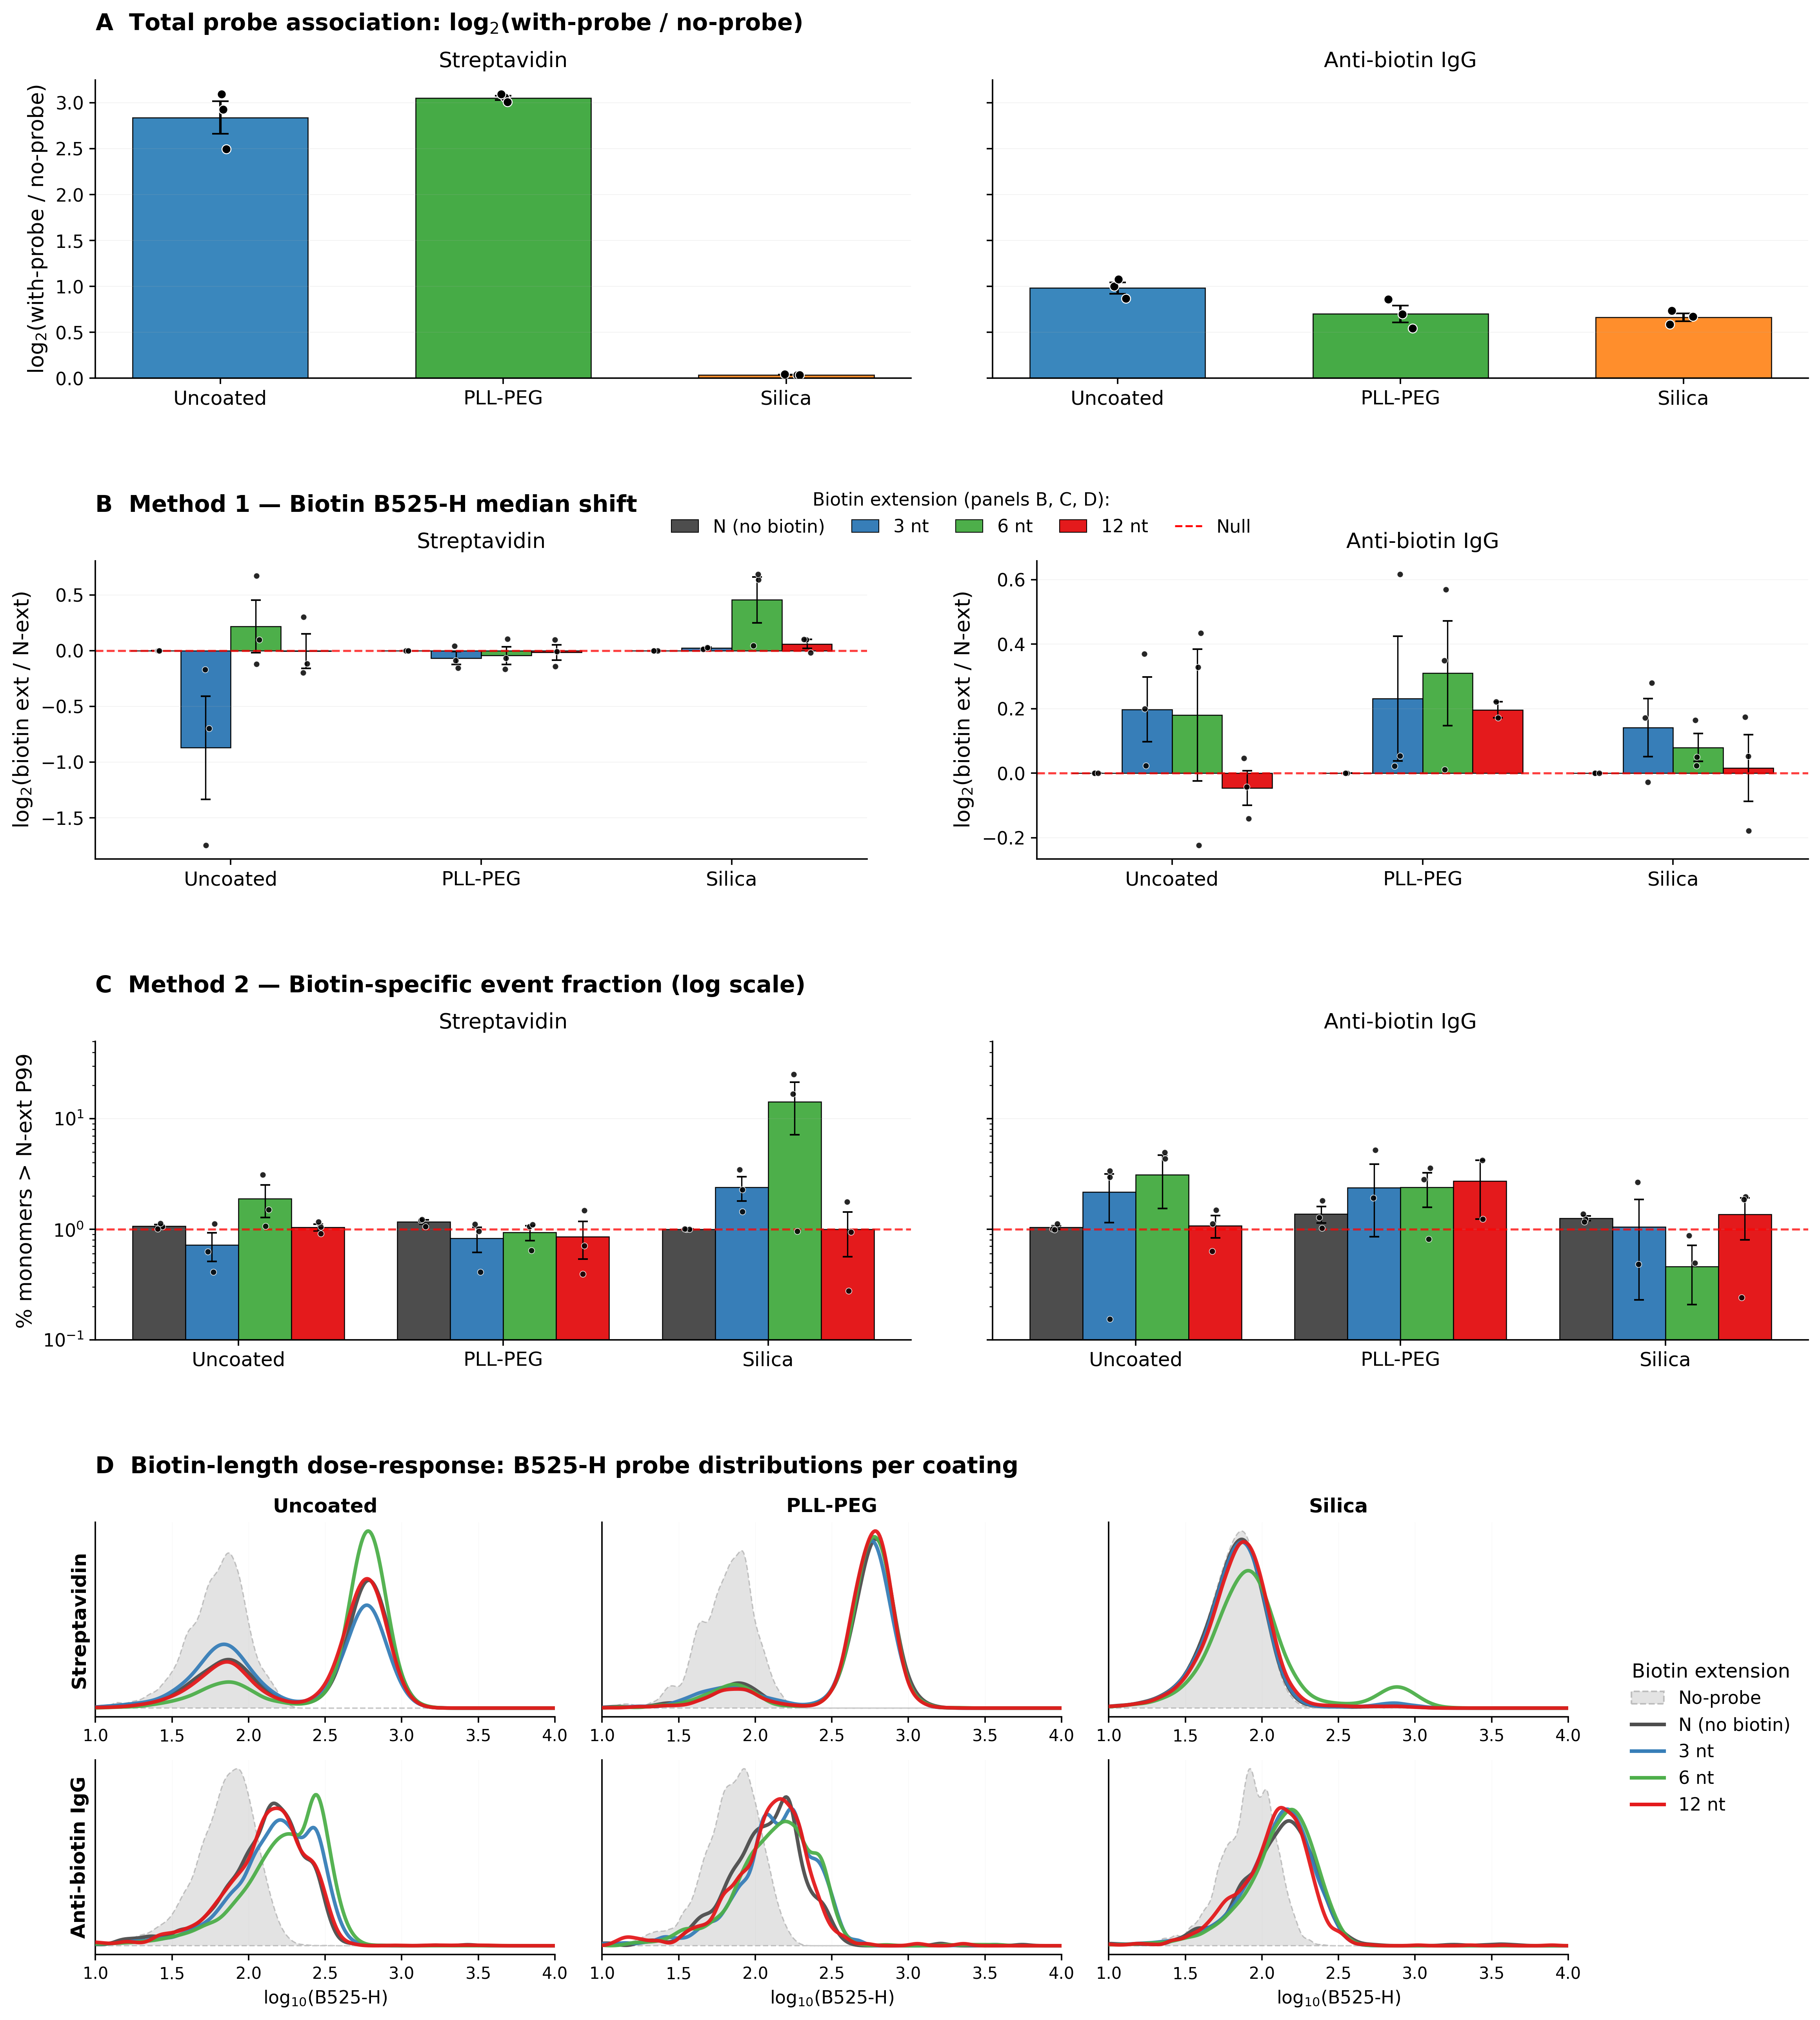 A Total probe association: log₂(with-probe / no-probe)
Streptavidin
Anti-biotin IgG
log₂(with-probe / no-probe)
3.0
2.5
2.0
1.5
1.0
0.5
0.0
Uncoated PLL-PEG Silica
Uncoated PLL-PEG Silica
B Method 1 — Biotin B525-H median shift
Biotin extension (panels B, C, D):
N (no biotin) 3 nt 6 nt 12 nt Null
Streptavidin
Anti-biotin IgG
log₂(biotin ext / N-ext)
0.5
0.0
−0.5
−1.0
−1.5
Uncoated PLL-PEG Silica
log₂(biotin ext / N-ext)
0.6
0.4
0.2
0.0
−0.2
Uncoated PLL-PEG Silica
C Method 2 — Biotin-specific event fraction (log scale)
Streptavidin
Anti-biotin IgG
% monomers > N-ext P99
10¹
10⁰
10⁻¹
Uncoated PLL-PEG Silica
Uncoated PLL-PEG Silica
D Biotin-length dose-response: B525-H probe distributions per coating
Uncoated
PLL-PEG
Silica
Streptavidin
1.0 1.5 2.0 2.5 3.0 3.5 4.0
1.0 1.5 2.0 2.5 3.0 3.5 4.0
1.0 1.5 2.0 2.5 3.0 3.5 4.0
Biotin extension
No-probe
N (no biotin)
3 nt
6 nt
12 nt
Anti-biotin IgG
1.0 1.5 2.0 2.5 3.0 3.5 4.0
1.0 1.5 2.0 2.5 3.0 3.5 4.0
1.0 1.5 2.0 2.5 3.0 3.5 4.0
log₁₀(B525-H)
log₁₀(B525-H)
log₁₀(B525-H)